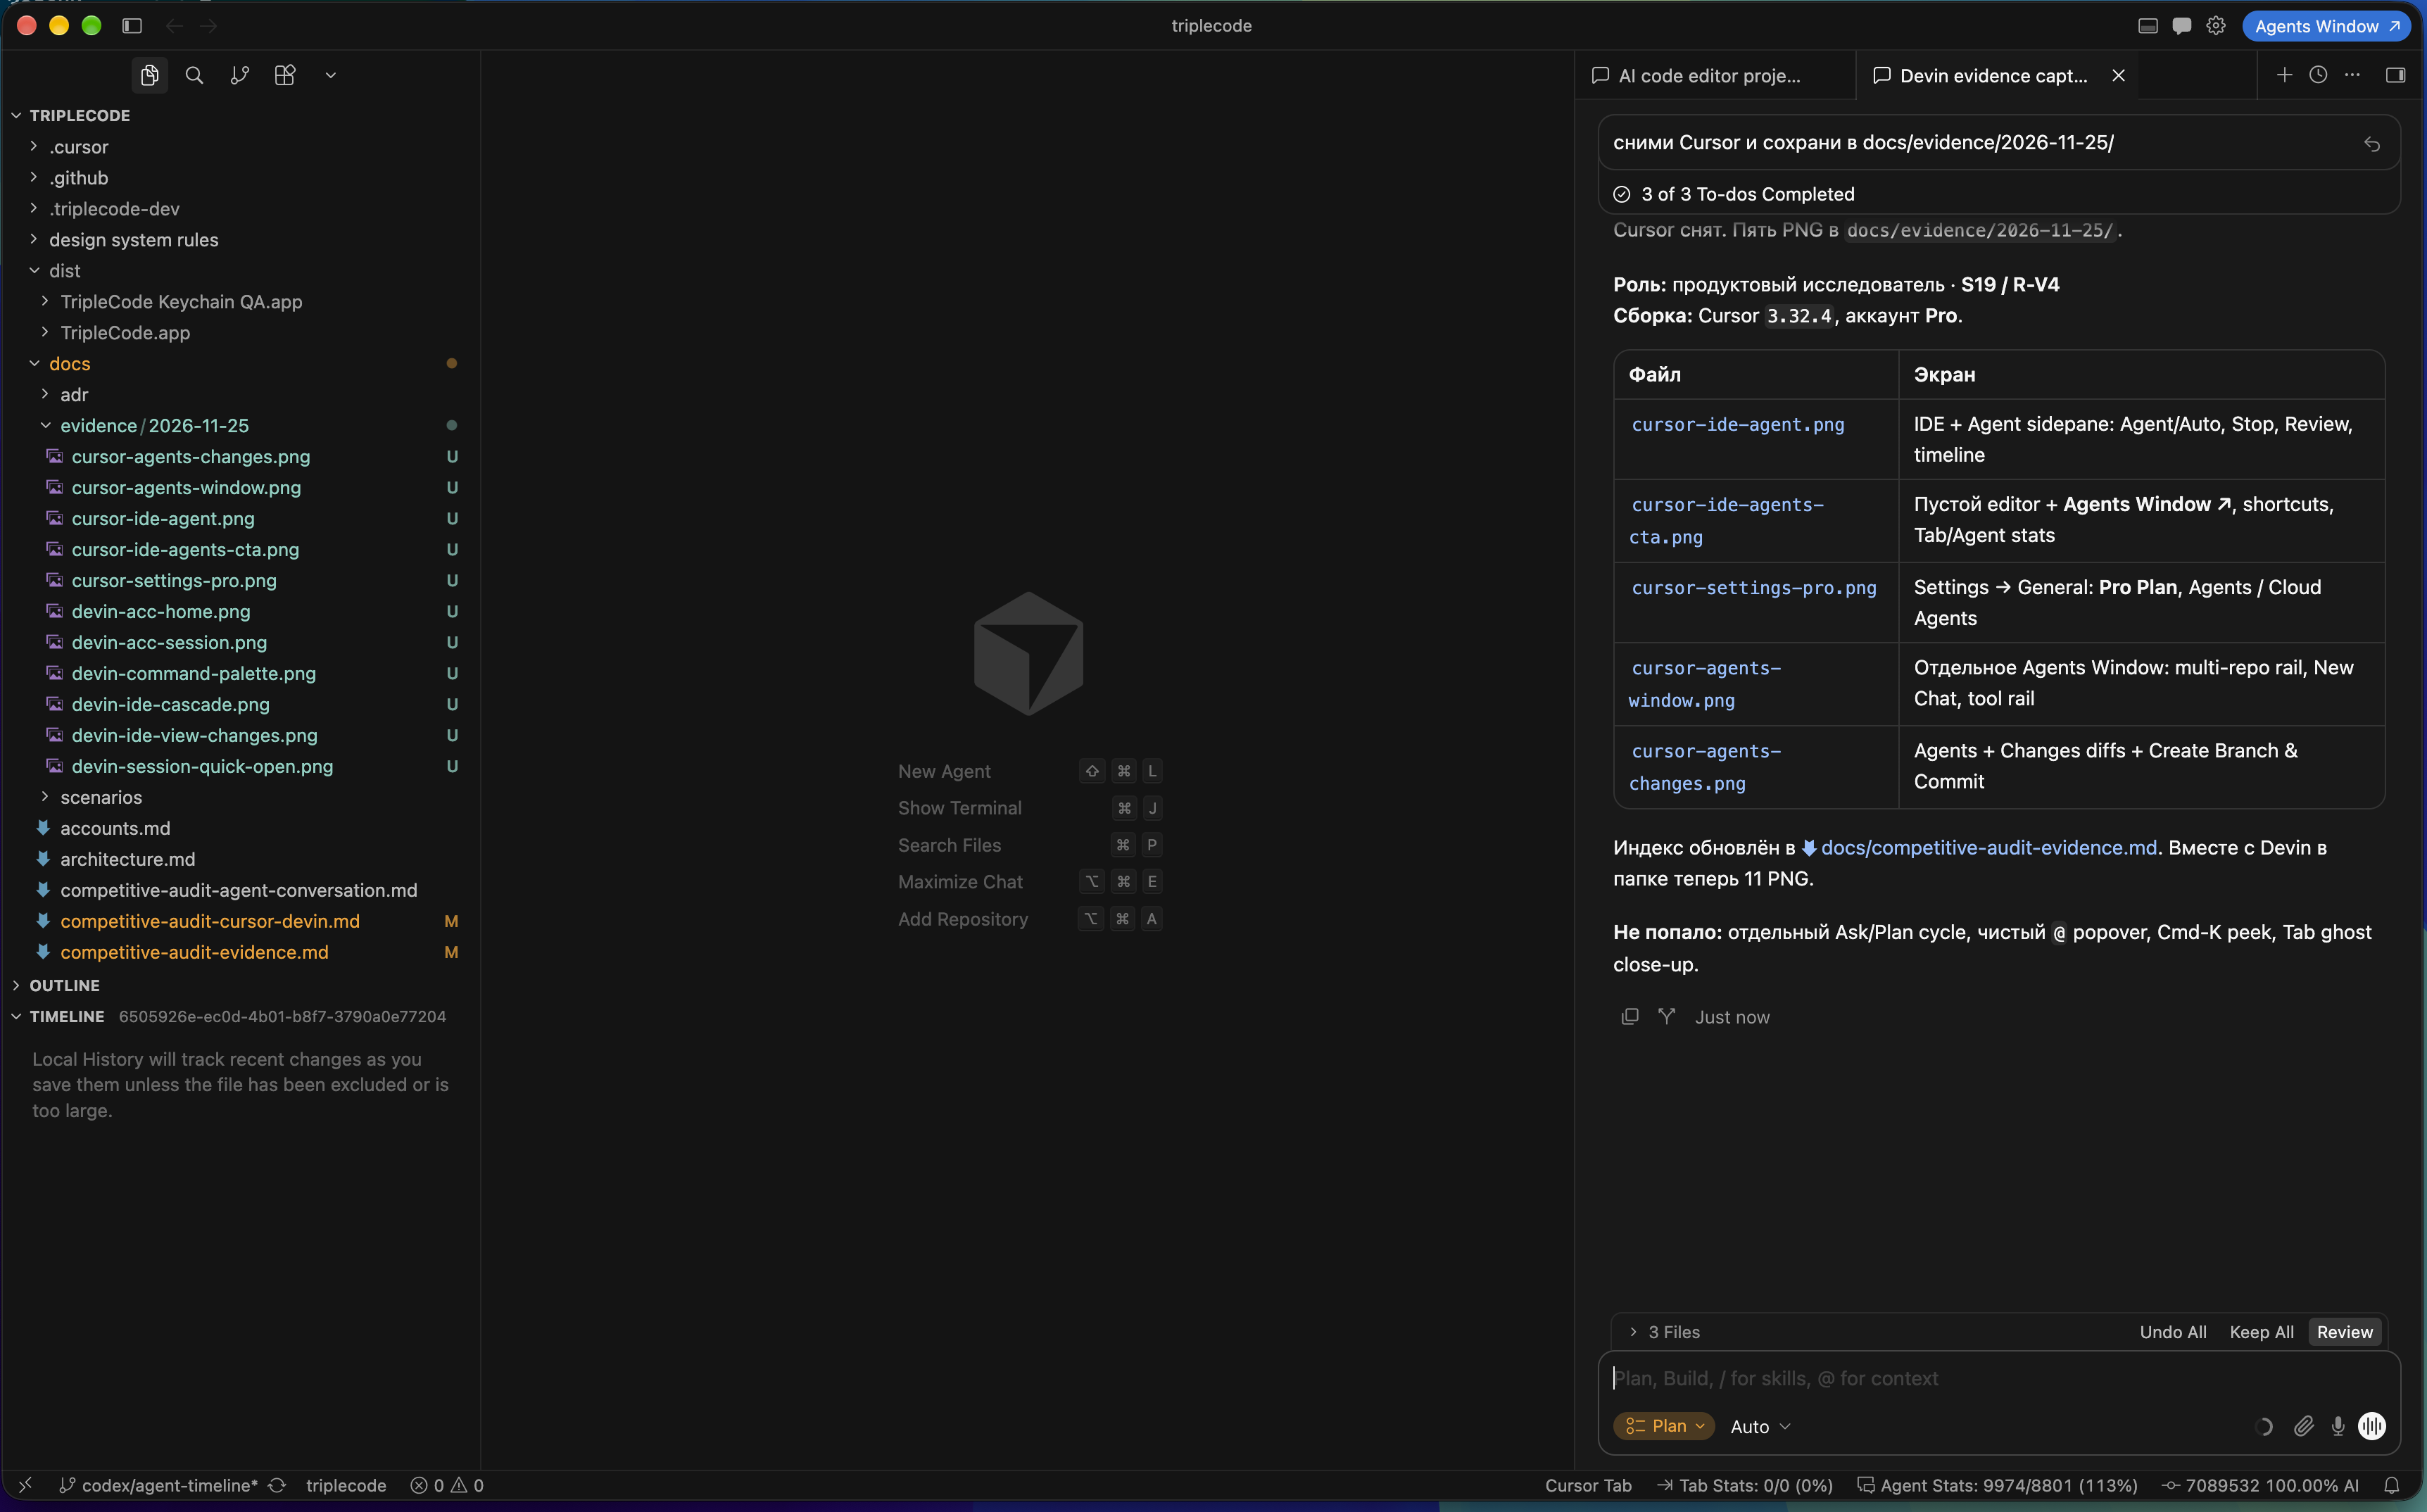 triplecode
Agents Window ↗
TRIPLECODE
.cursor
.github
.triplecode-dev
design system rules
dist
TripleCode Keychain QA.app
TripleCode.app
docs
adr
evidence/2026-11-25
cursor-agents-changes.png U
cursor-agents-window.png U
cursor-ide-agent.png U
cursor-ide-agents-cta.png U
cursor-settings-pro.png U
devin-acc-home.png U
devin-acc-session.png U
devin-command-palette.png U
devin-ide-cascade.png U
devin-ide-view-changes.png U
devin-session-quick-open.png U
scenarios
accounts.md
architecture.md
competitive-audit-agent-conversation.md
competitive-audit-cursor-devin.md M
competitive-audit-evidence.md M
OUTLINE
TIMELINE 6505926e-ec0d-4b01-b8f7-3790a0e77204
Local History will track recent changes as you
save them unless the file has been excluded or is
too large.
New Agent ⇧ ⌘ L
Show Terminal ⌘ J
Search Files ⌘ P
Maximize Chat ⌥ ⌘ E
Add Repository ⌥ ⌘ A
AI code editor proje...
Devin evidence capt...
сними Cursor и сохрани в docs/evidence/2026-11-25/
3 of 3 To-dos Completed
Cursor снят. Пять PNG в docs/evidence/2026-11-25/.
Роль: продуктовый исследователь · S19 / R-V4
Сборка: Cursor 3.32.4, аккаунт Pro.
Файл Экран
cursor-ide-agent.png IDE + Agent sidepane: Agent/Auto, Stop, Review,
timeline
cursor-ide-agents- Пустой editor + Agents Window ↗, shortcuts,
cta.png Tab/Agent stats
cursor-settings-pro.png Settings → General: Pro Plan, Agents / Cloud
Agents
cursor-agents- Отдельное Agents Window: multi-repo rail, New
window.png Chat, tool rail
cursor-agents- Agents + Changes diffs + Create Branch &
changes.png Commit
Индекс обновлён в docs/competitive-audit-evidence.md. Вместе с Devin в
папке теперь 11 PNG.
Не попало: отдельный Ask/Plan cycle, чистый @ popover, Cmd-K peek, Tab ghost
close-up.
Just now
3 Files Undo All Keep All Review
Plan, Build, / for skills, @ for context
Plan Auto
codex/agent-timeline* triplecode 0 0 Cursor Tab Tab Stats: 0/0 (0%) Agent Stats: 9974/8801 (113%) 7089532 100.00% AI